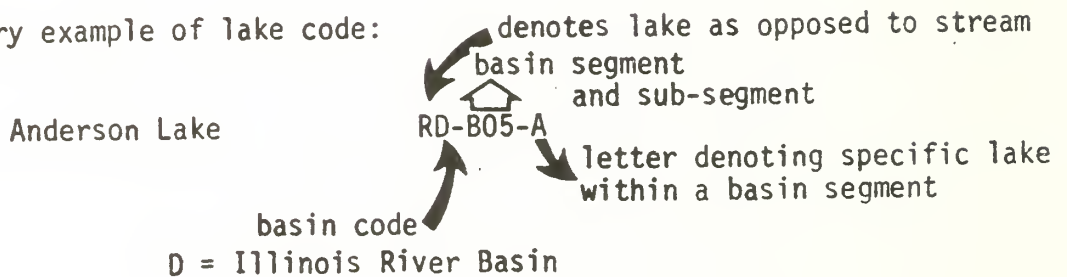 ry example of lake code:
denotes lake as opposed to stream
basin segment
and sub-segment
Anderson Lake RD-B05-A
letter denoting specific lake
within a basin segment
basin code
D = Illinois River Basin